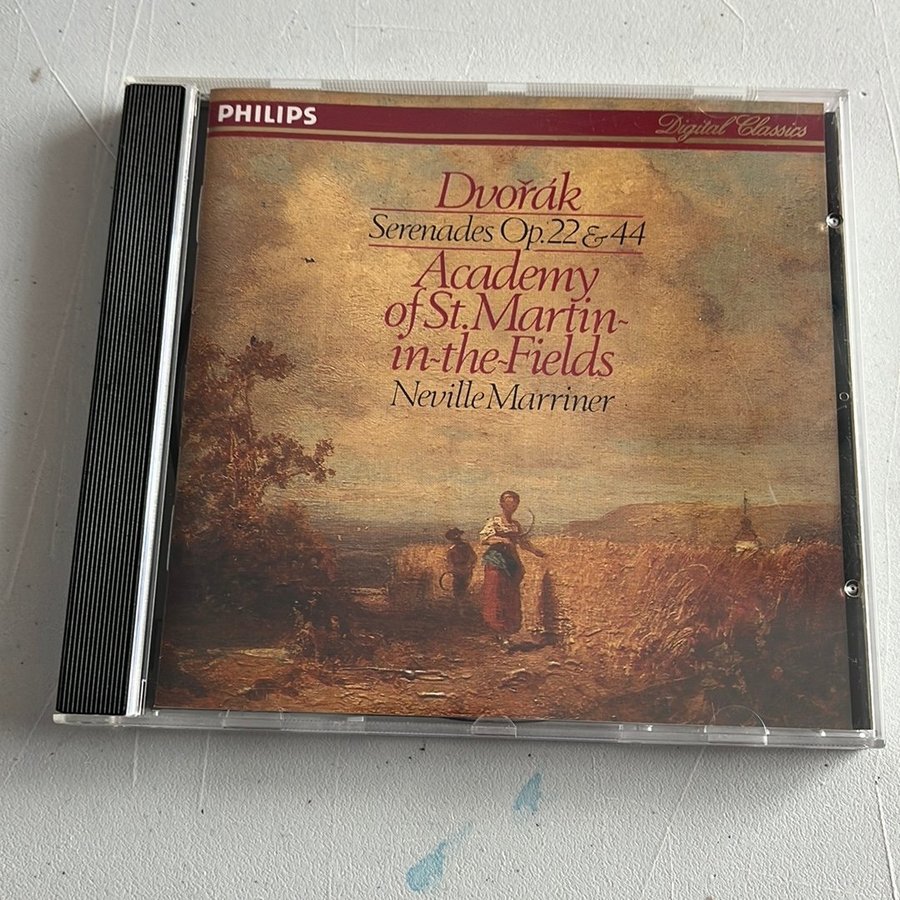 PHILIPS
Digital Classics
Dvořák
Serenades Op.22 & 44
Academy
of St. Martin-
in-the-Fields
Neville Marriner